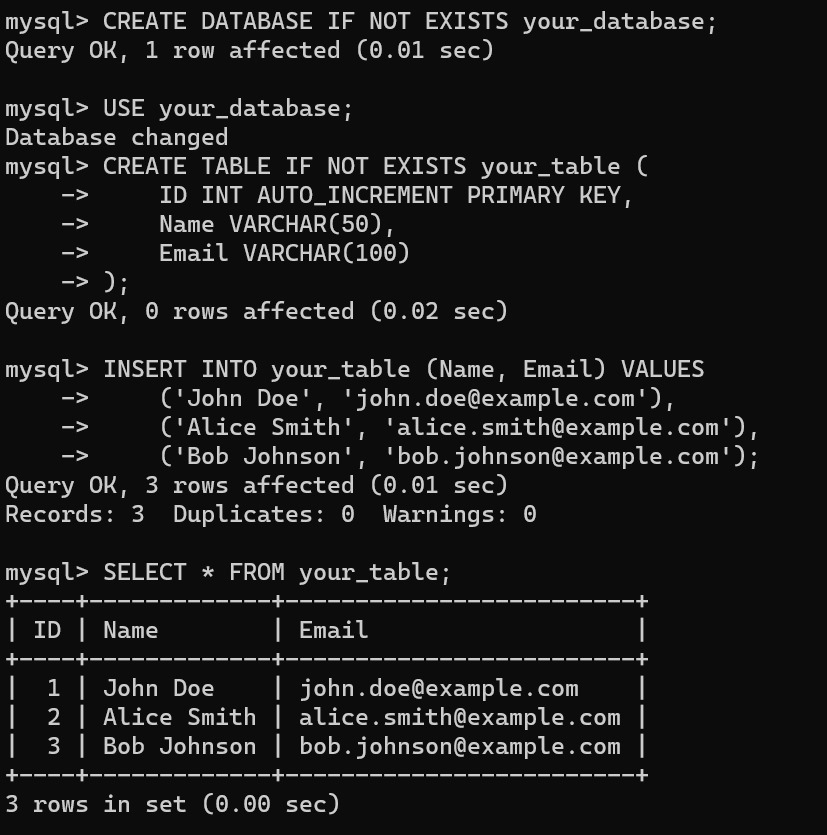 mysql> CREATE DATABASE IF NOT EXISTS your_database;
Query OK, 1 row affected (0.01 sec)

mysql> USE your_database;
Database changed
mysql> CREATE TABLE IF NOT EXISTS your_table (
    ->     ID INT AUTO_INCREMENT PRIMARY KEY,
    ->     Name VARCHAR(50),
    ->     Email VARCHAR(100)
    -> );
Query OK, 0 rows affected (0.02 sec)

mysql> INSERT INTO your_table (Name, Email) VALUES
    ->     ('John Doe', 'john.doe@example.com'),
    ->     ('Alice Smith', 'alice.smith@example.com'),
    ->     ('Bob Johnson', 'bob.johnson@example.com');
Query OK, 3 rows affected (0.01 sec)
Records: 3  Duplicates: 0  Warnings: 0

mysql> SELECT * FROM your_table;
+----+-------------+-------------------------+
| ID | Name        | Email                   |
+----+-------------+-------------------------+
|  1 | John Doe    | john.doe@example.com    |
|  2 | Alice Smith | alice.smith@example.com |
|  3 | Bob Johnson | bob.johnson@example.com |
+----+-------------+-------------------------+
3 rows in set (0.00 sec)